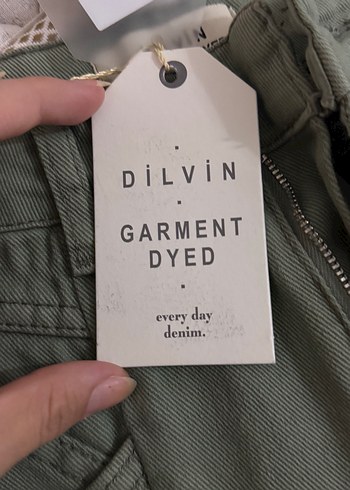 DİLVİN
GARMENT
DYED
every day
denim.